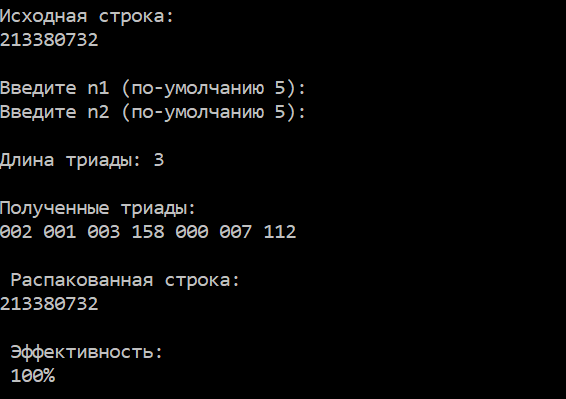 Исходная строка:
213380732
Введите n1 (по-умолчанию 5):
Введите n2 (по-умолчанию 5):
Длина триады: 3
Полученные триады:
002 001 003 158 000 007 112
Распакованная строка:
213380732
Эффективность:
100%